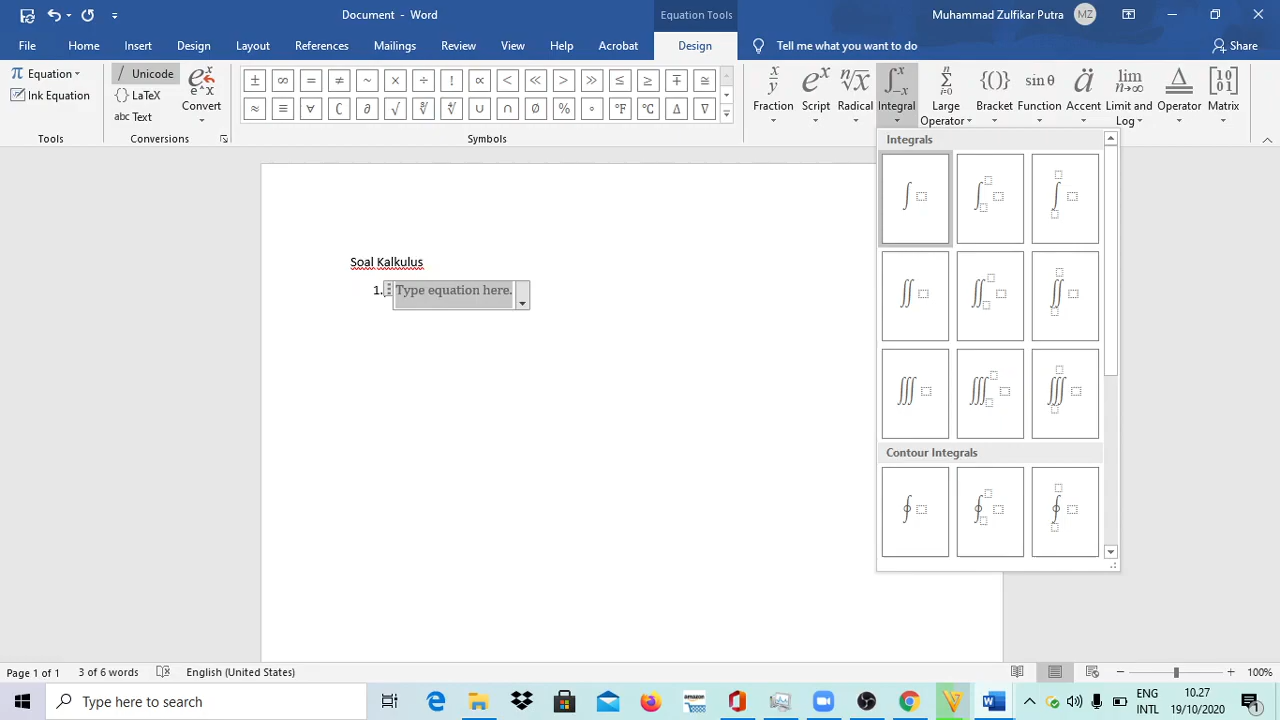 Document - Word
Equation Tools
Muhammad Zulfikar Putra
MZ
File
Home
Insert
Design
Layout
References
Mailings
Review
View
Help
Acrobat
Design
Tell me what you want to do
Share
π Equation
Ink Equation
Tools
Unicode
LaTeX
abc Text
Convert
Conversions
± ∞ = ≠ ~ × ÷ ! ∝ < ≪ > ≫ ≤ ≥ ∓ ≅
≈ ≡ ∀ ∁ ∂ √ ∛ ∜ ∪ ∩ ∅ % ° °F °C ∆ ∇
Symbols
Fraction
Script
Radical
Integral
Large
Operator
Bracket
Function
Accent
Limit and
Log
Operator
Matrix
Integrals
Contour Integrals
Soal Kalkulus
1. Type equation here.
Page 1 of 1
3 of 6 words
English (United States)
100%
Type here to search
amazon
ENG
INTL
10.27
19/10/2020
1